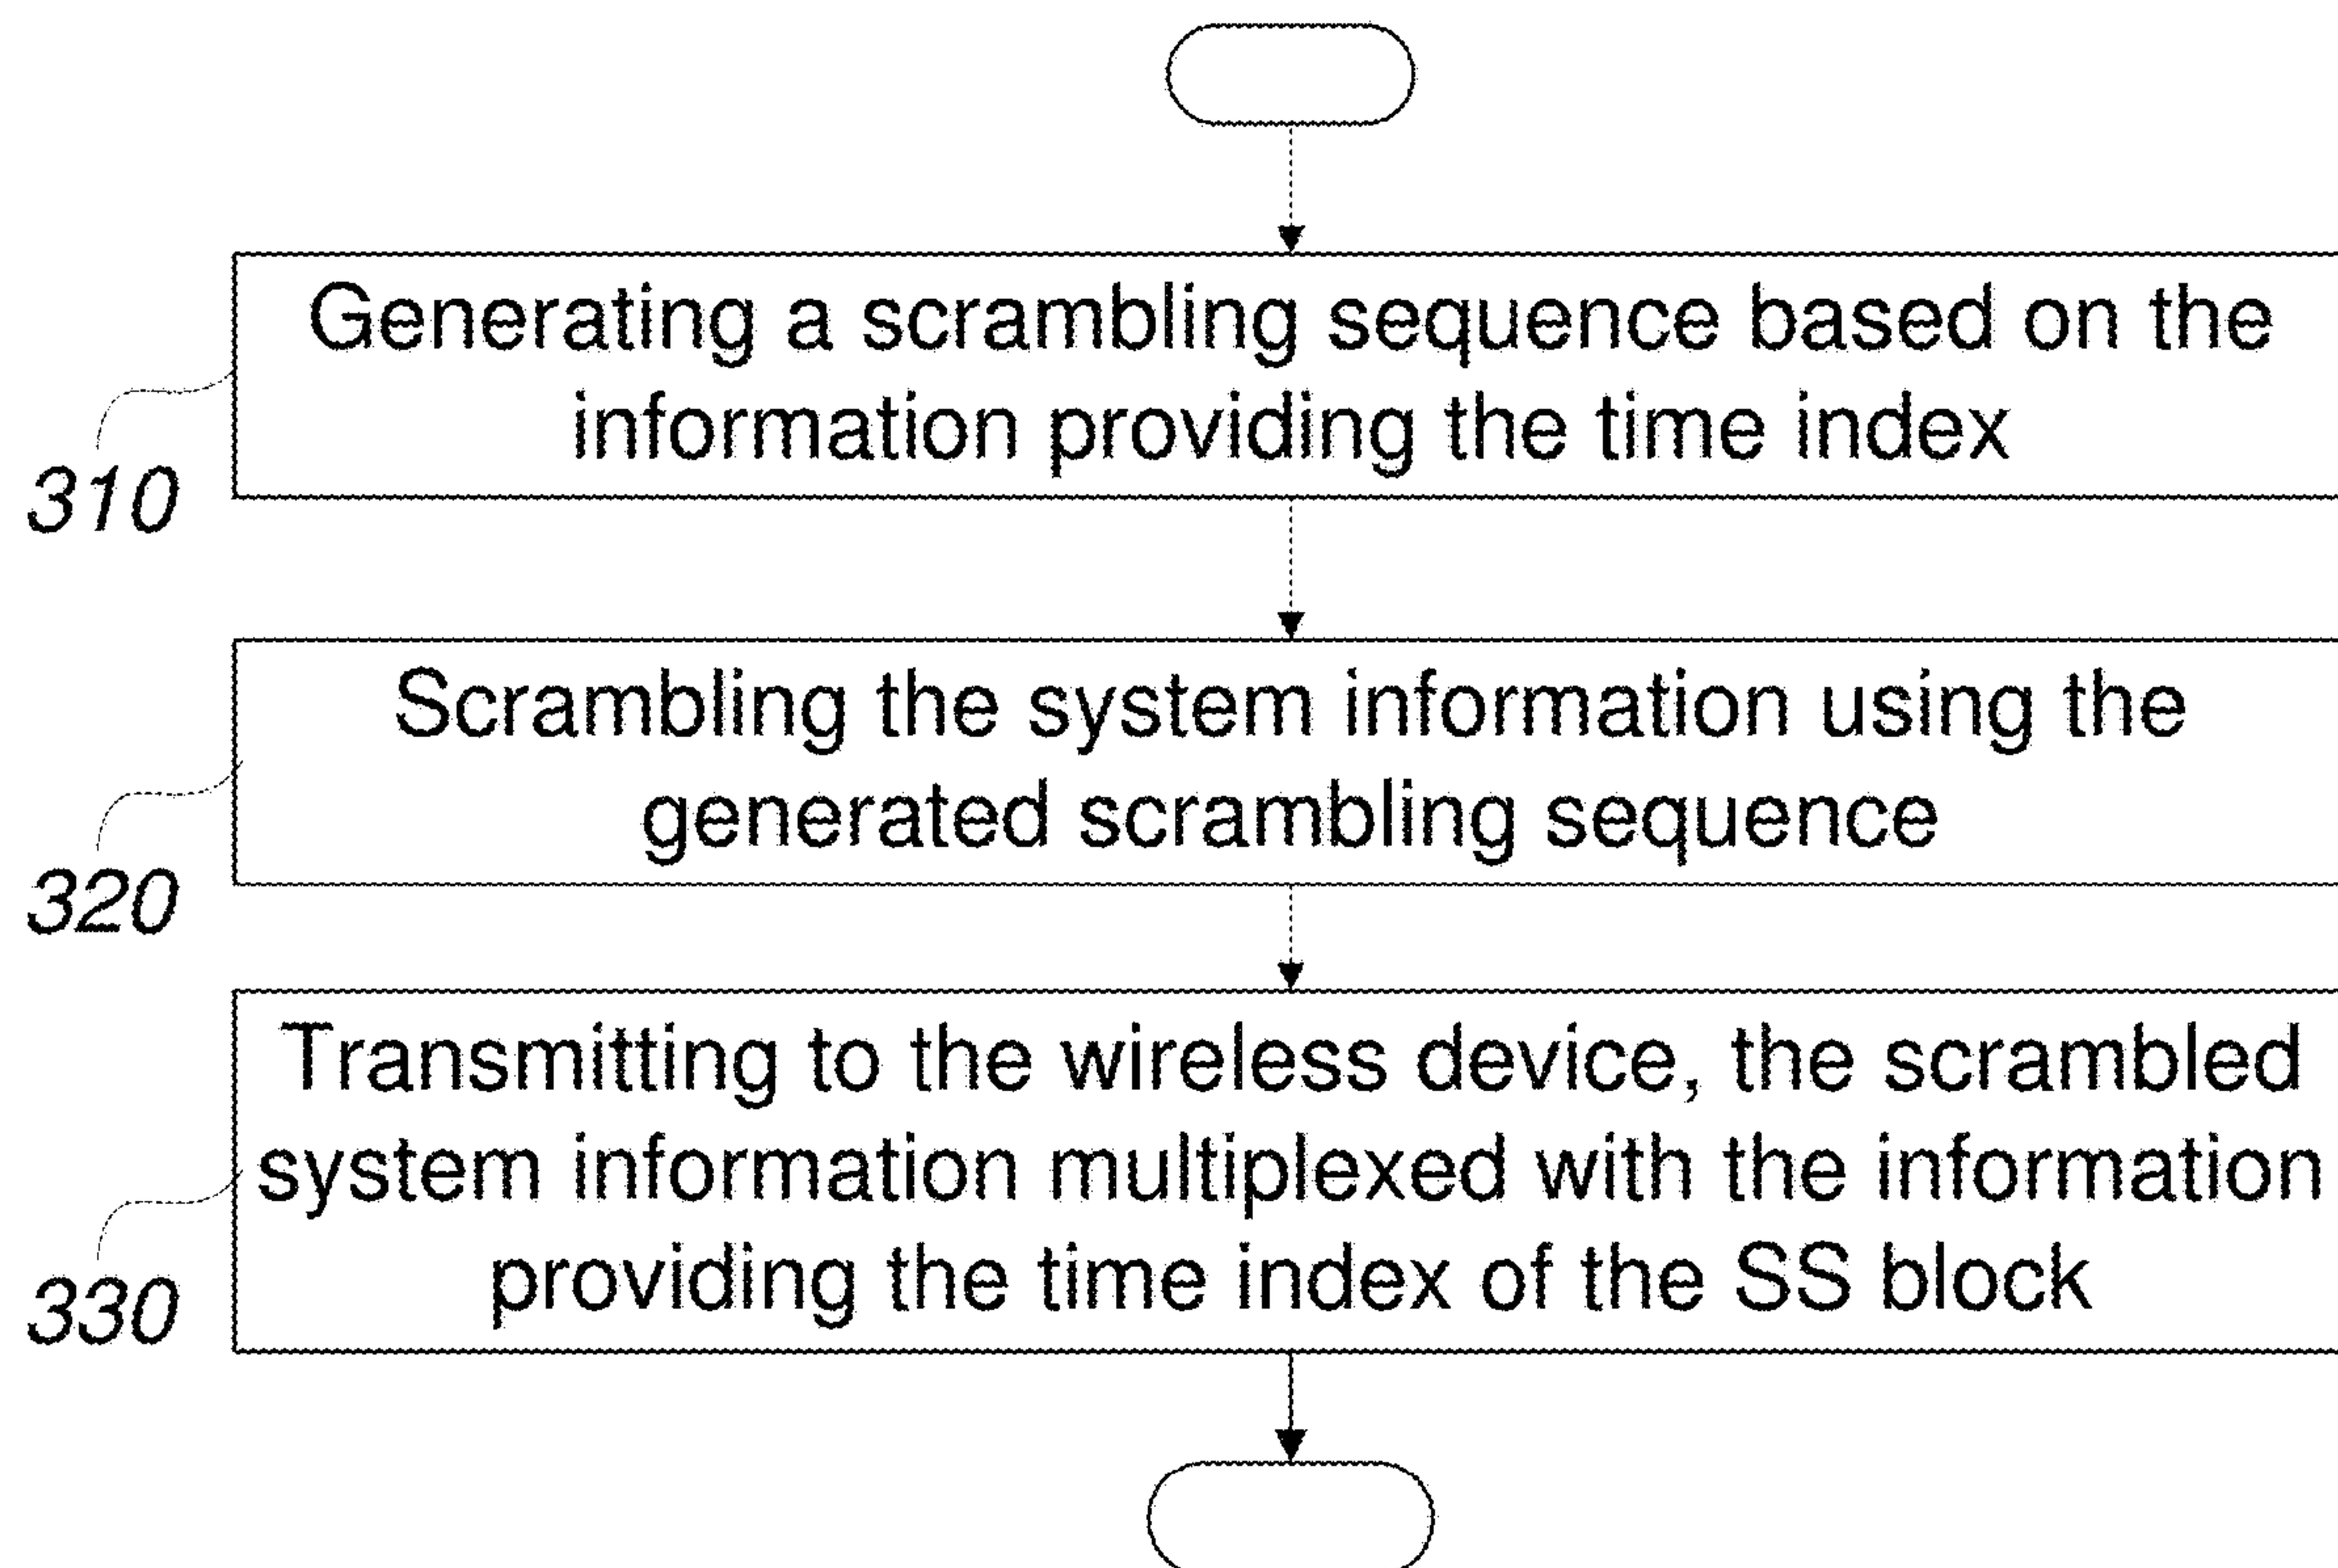 Generating a scrambling sequence based on the
information providing the time index
310
Scrambling the system information using the
generated scrambling sequence
320
Transmitting to the wireless device, the scrambled
system information multiplexed with the information
providing the time index of the SS block
330